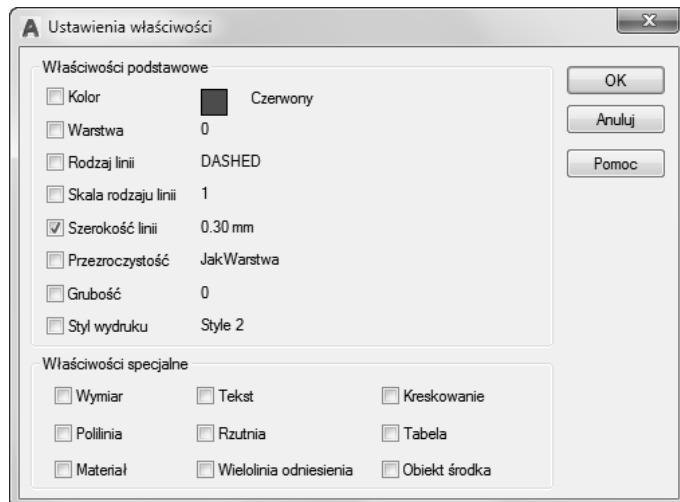 Ustawienia właściwości
Właściwości podstawowe
Kolor Czerwony
Warstwa 0
Rodzaj linii DASHED
Skala rodzaju linii 1
Szerokość linii 0.30 mm
Przezroczystość JakWarstwa
Grubość 0
Styl wydruku Style 2
OK
Anuluj
Pomoc
Właściwości specjalne
Wymiar Tekst Kreskowanie
Polilinia Rzutnia Tabela
Materiał Wielolinia odniesienia Obiekt środka